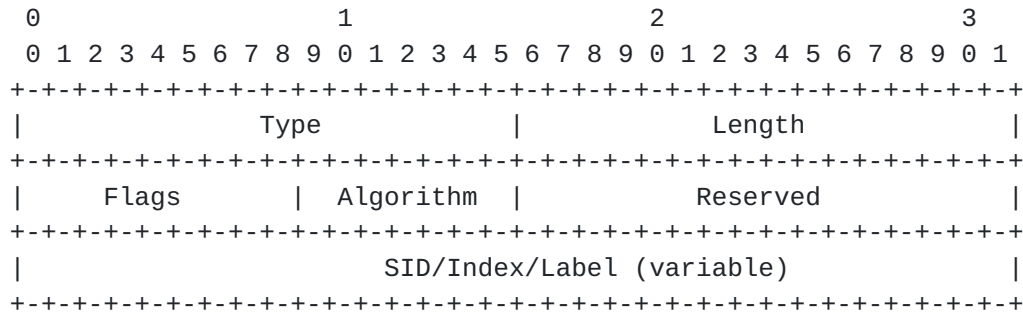 0                   1                   2                   3
 0 1 2 3 4 5 6 7 8 9 0 1 2 3 4 5 6 7 8 9 0 1 2 3 4 5 6 7 8 9 0 1
+-+-+-+-+-+-+-+-+-+-+-+-+-+-+-+-+-+-+-+-+-+-+-+-+-+-+-+-+-+-+-+-+
|               Type            |            Length             |
+-+-+-+-+-+-+-+-+-+-+-+-+-+-+-+-+-+-+-+-+-+-+-+-+-+-+-+-+-+-+-+-+
|     Flags       |  Algorithm  |           Reserved            |
+-+-+-+-+-+-+-+-+-+-+-+-+-+-+-+-+-+-+-+-+-+-+-+-+-+-+-+-+-+-+-+-+
|                       SID/Index/Label (variable)              |
+-+-+-+-+-+-+-+-+-+-+-+-+-+-+-+-+-+-+-+-+-+-+-+-+-+-+-+-+-+-+-+-+